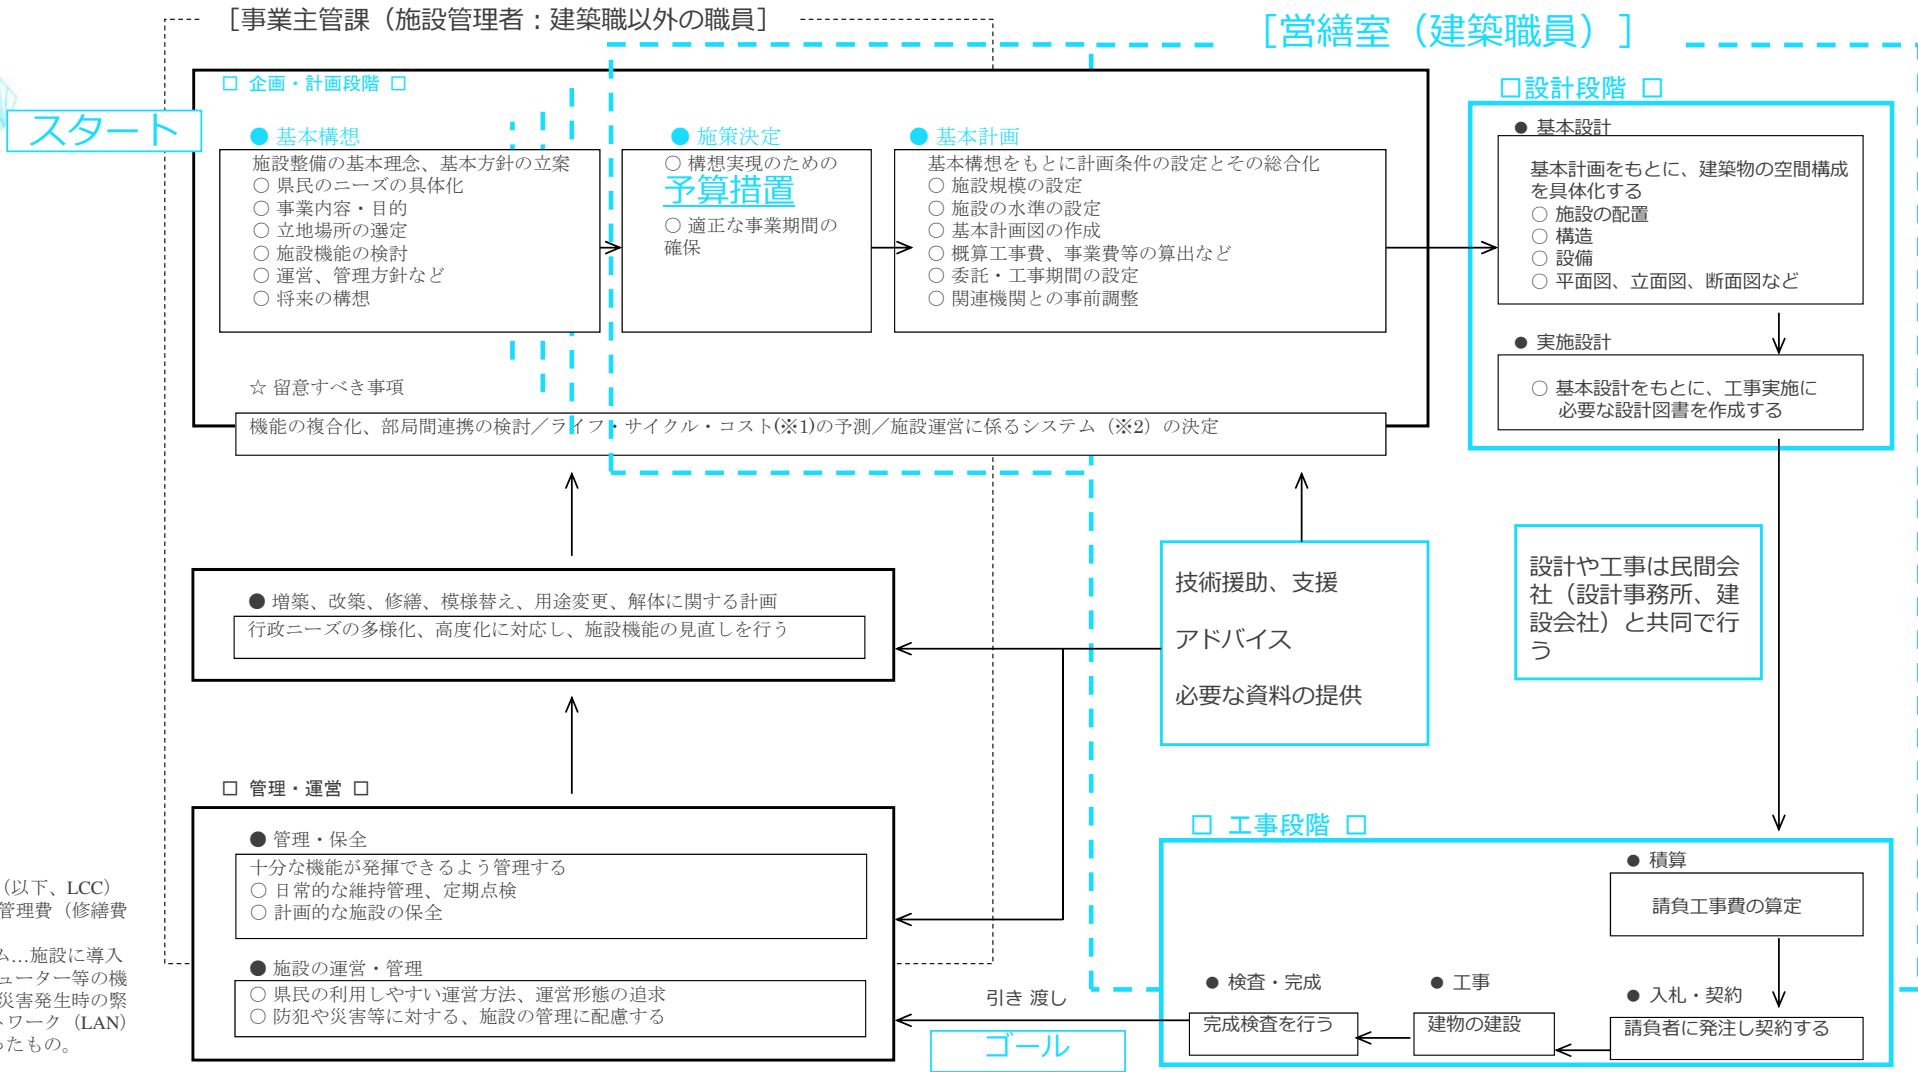 ［事業主管課（施設管理者：建築職以外の職員］
［営繕室（建築職員）］
スタート
□ 企画・計画段階 □
● 基本構想
施設整備の基本理念、基本方針の立案
○ 県民のニーズの具体化
○ 事業内容・目的
○ 立地場所の選定
○ 施設機能の検討
○ 運営、管理方針など
○ 将来の構想
● 施策決定
○ 構想実現のための
予算措置
○ 適正な事業期間の
確保
● 基本計画
基本構想をもとに計画条件の設定とその総合化
○ 施設規模の設定
○ 施設の水準の設定
○ 基本計画図の作成
○ 概算工事費、事業費等の算出など
○ 委託・工事期間の設定
○ 関連機関との事前調整
☆ 留意すべき事項
機能の複合化、部局間連携の検討／ライフ・サイクル・コスト(※1)の予測／施設運営に係るシステム（※2）の決定
□設計段階 □
● 基本設計
基本計画をもとに、建築物の空間構成
を具体化する
○ 施設の配置
○ 構造
○ 設備
○ 平面図、立面図、断面図など
● 実施設計
○ 基本設計をもとに、工事実施に
必要な設計図書を作成する
設計や工事は民間会
社（設計事務所、建
設会社）と共同で行
う
技術援助、支援
アドバイス
必要な資料の提供
● 増築、改築、修繕、模様替え、用途変更、解体に関する計画
行政ニーズの多様化、高度化に対応し、施設機能の見直しを行う
□ 管理・運営 □
● 管理・保全
十分な機能が発揮できるよう管理する
○ 日常的な維持管理、定期点検
○ 計画的な施設の保全
● 施設の運営・管理
○ 県民の利用しやすい運営方法、運営形態の追求
○ 防犯や災害等に対する、施設の管理に配慮する
□ 工事段階 □
● 積算
請負工事費の算定
● 入札・契約
請負者に発注し契約する
● 工事
建物の建設
● 検査・完成
完成検査を行う
引き 渡し
ゴール
（以下、LCC）
管理費（修繕費
ム…施設に導入
ューター等の機
災害発生時の緊
トワーク（LAN）
ったもの。